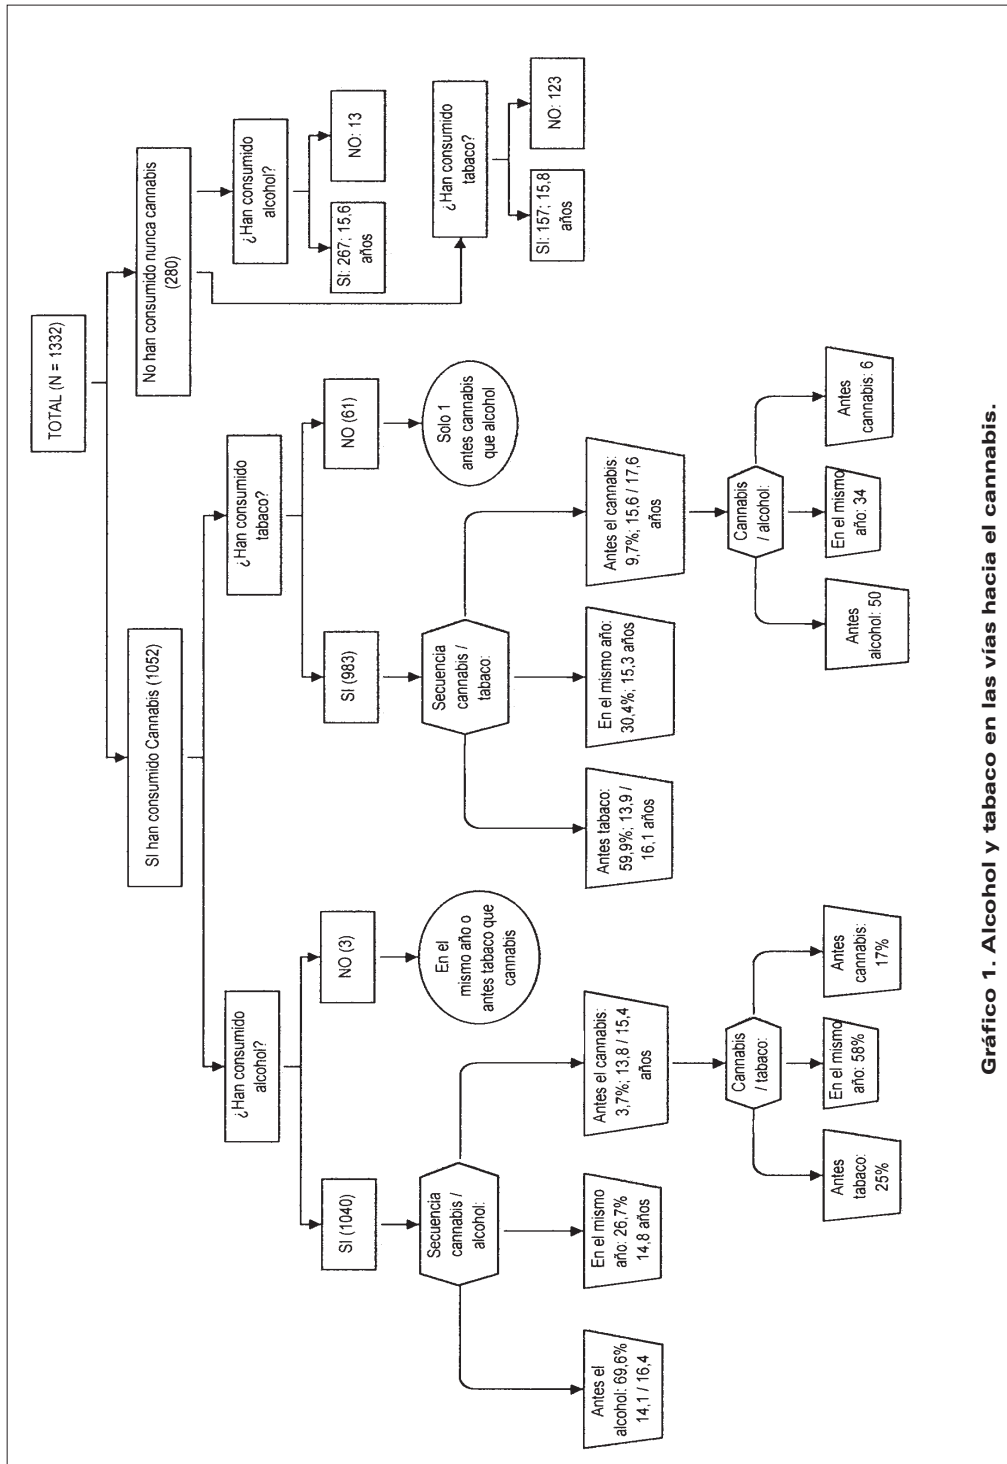 TOTAL (N = 1332)
SI han consumido Cannabis (1052)
No han consumido nunca cannabis
(280)
¿Han consumido
alcohol?
¿Han consumido
tabaco?
¿Han consumido
alcohol?
SI: 267; 15,6
años
NO: 13
¿Han consumido
tabaco?
SI: 157; 15,8
años
NO: 123
SI (1040)
NO (3)
SI (983)
NO (61)
Secuencia
cannabis /
alcohol:
En el
mismo año o
antes tabaco que
cannabis
Secuencia
cannabis /
tabaco:
Solo 1
antes cannabis
que alcohol
Antes el
alcohol: 69,6%
14,1 / 16,4
En el mismo
año: 26,7%
14,8 años
Antes el cannabis:
3,7%; 13,8 / 15,4
años
Antes tabaco:
59,9%; 13,9 /
16,1 años
En el mismo año:
30,4%; 15,3 años
Antes el cannabis:
9,7%; 15,6 / 17,6
años
Cannabis
/ tabaco:
Cannabis
/ alcohol:
Antes
tabaco:
25%
En el mismo
año: 58%
Antes
cannabis:
17%
Antes
alcohol: 50
En el mismo
año: 34
Antes
cannabis: 6
Gráfico 1. Alcohol y tabaco en las vías hacia el cannabis.